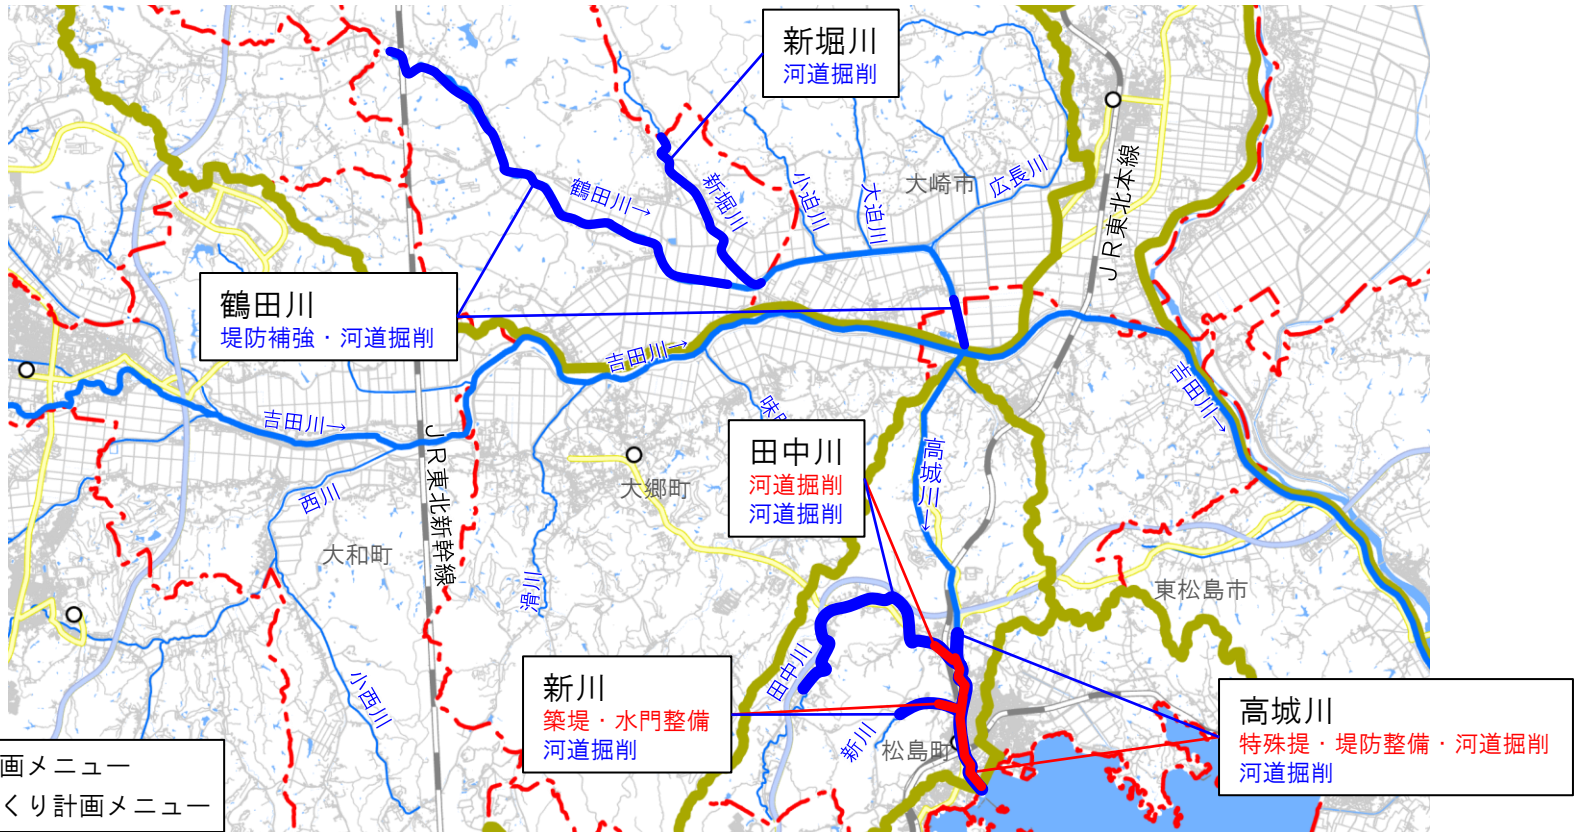 新堀川
河道掘削
鶴田川→
新堀川
小迫川
大迫川
大崎市
広長川
JR東北本線
鶴田川
堤防補強・河道掘削
吉田川→
吉田川→
吉田川→
JR東北新幹線
西川
大和町
大郷町
滑川
小西川
田中川
河道掘削
河道掘削
高城川→
東松島市
田中川
新川
築堤・水門整備
河道掘削
新川
松島町
高城川
特殊提・堤防整備・河道掘削
河道掘削
画メニュー
くり計画メニュー